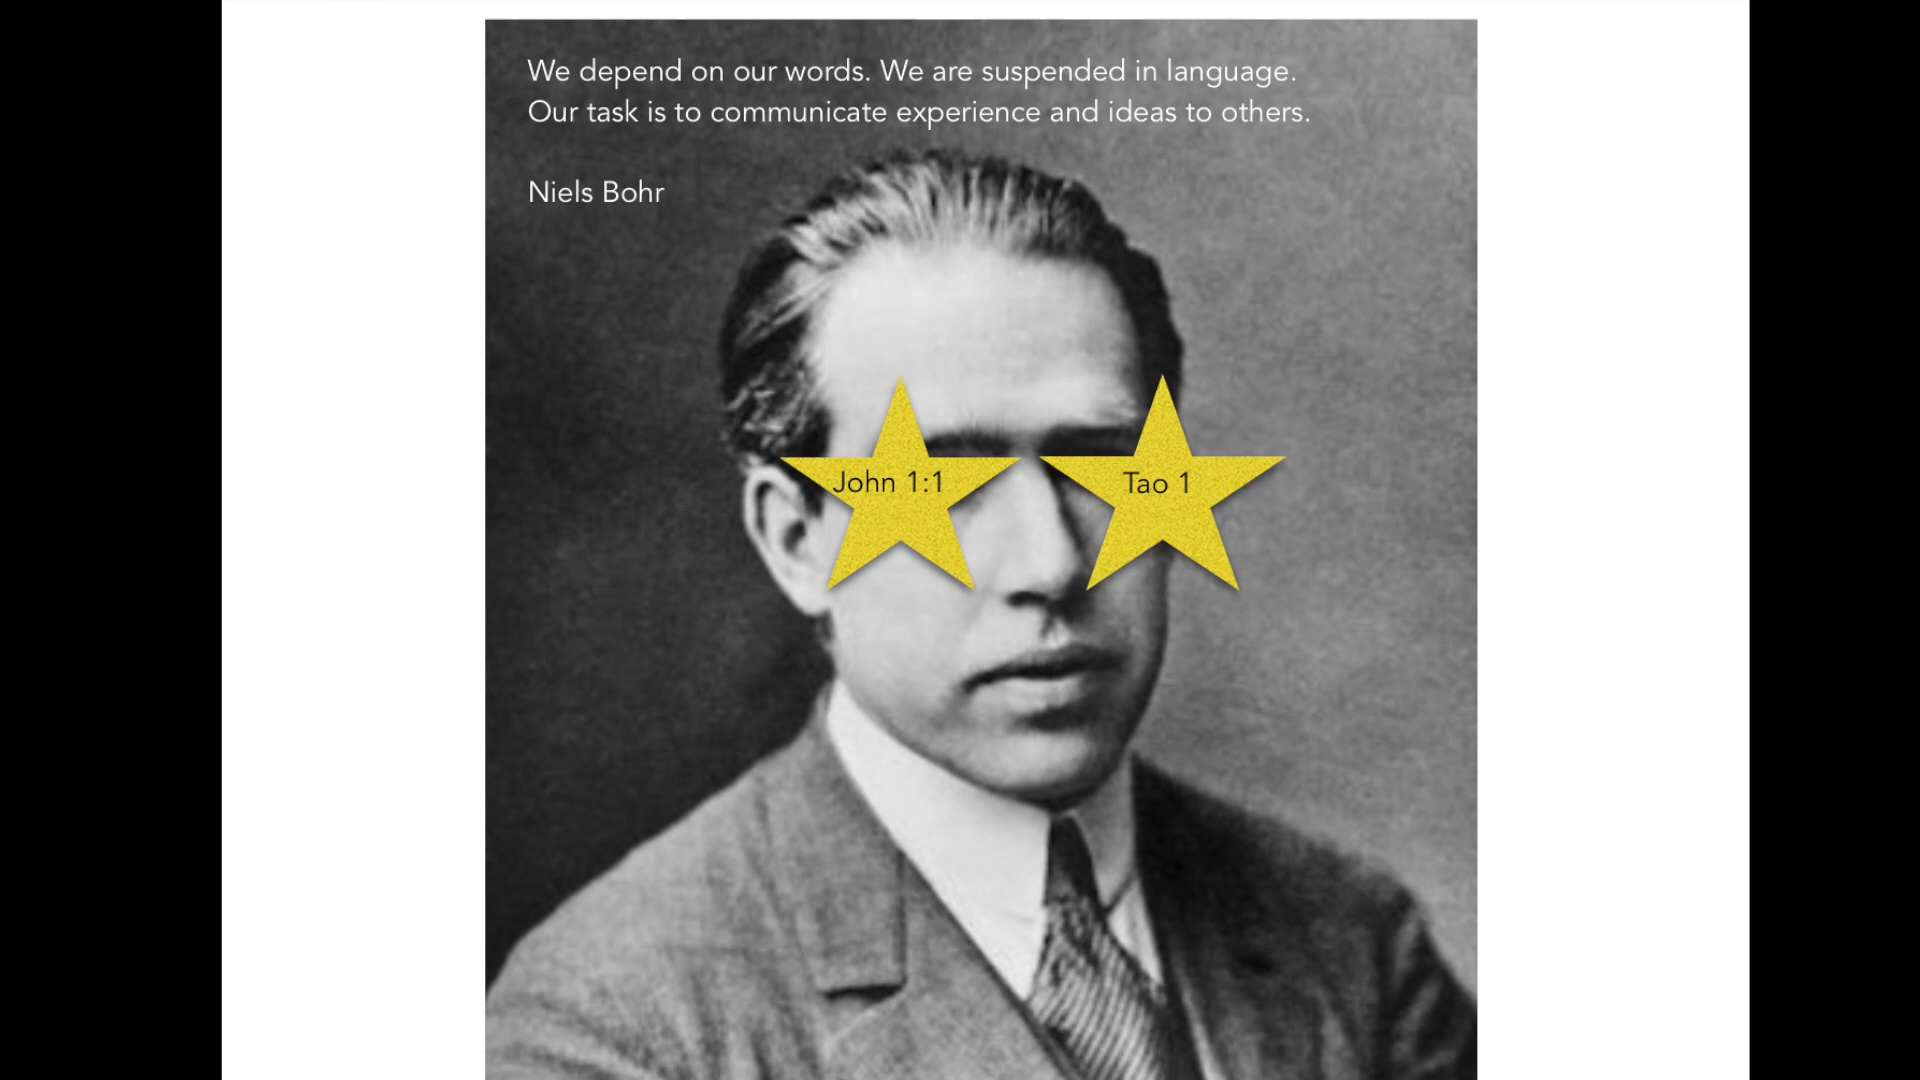 We depend on our words. We are suspended in language.
Our task is to communicate experience and ideas to others.
Niels Bohr
John 1:1
Tao 1